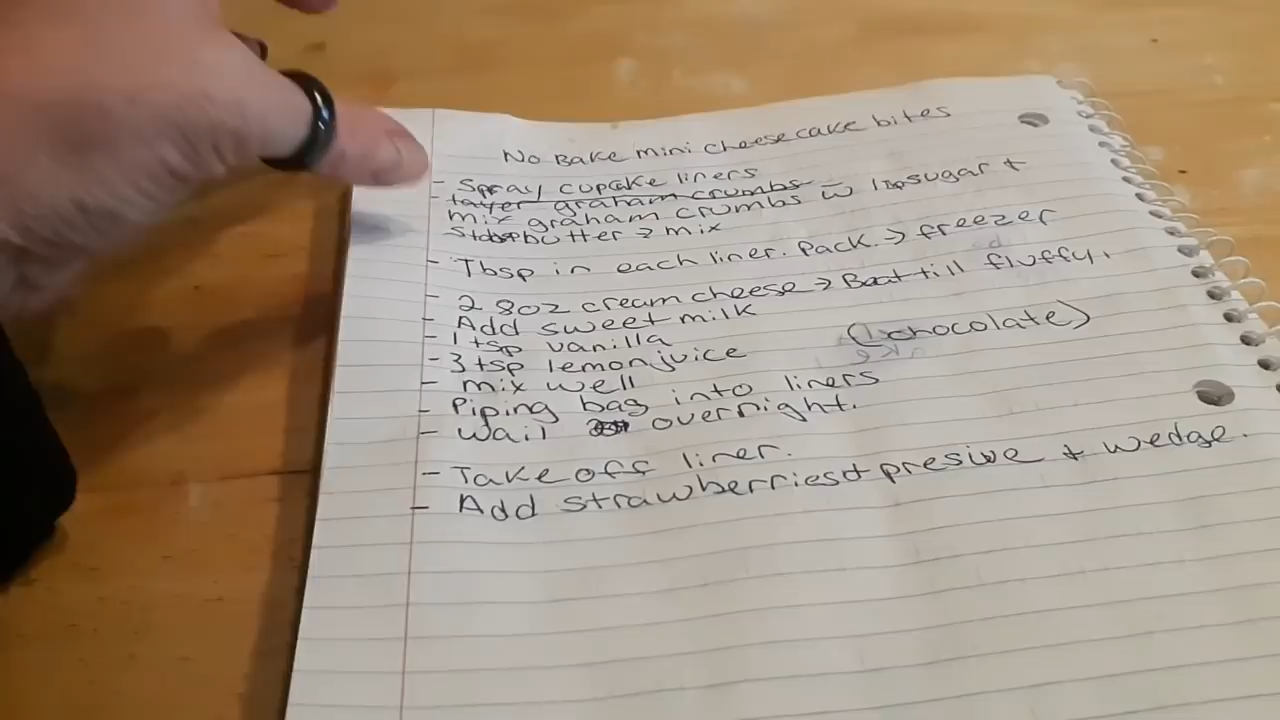 No Bake mini cheesecake bites
- Spray cupcake liners
- layer graham crumbs
mix graham crumbs w̄ sugar +
butter → mix
- Tbsp in each liner. Pack. → freezer
- 2 8oz cream cheese → Beat till fluffy.
- Add sweet milk
- 1 tsp vanilla
- 3 tsp lemon juice (chocolate)
- mix well
- Piping bag into liners
- Wait overnight.
- Take off liner.
- Add strawberries + presive + wedge.